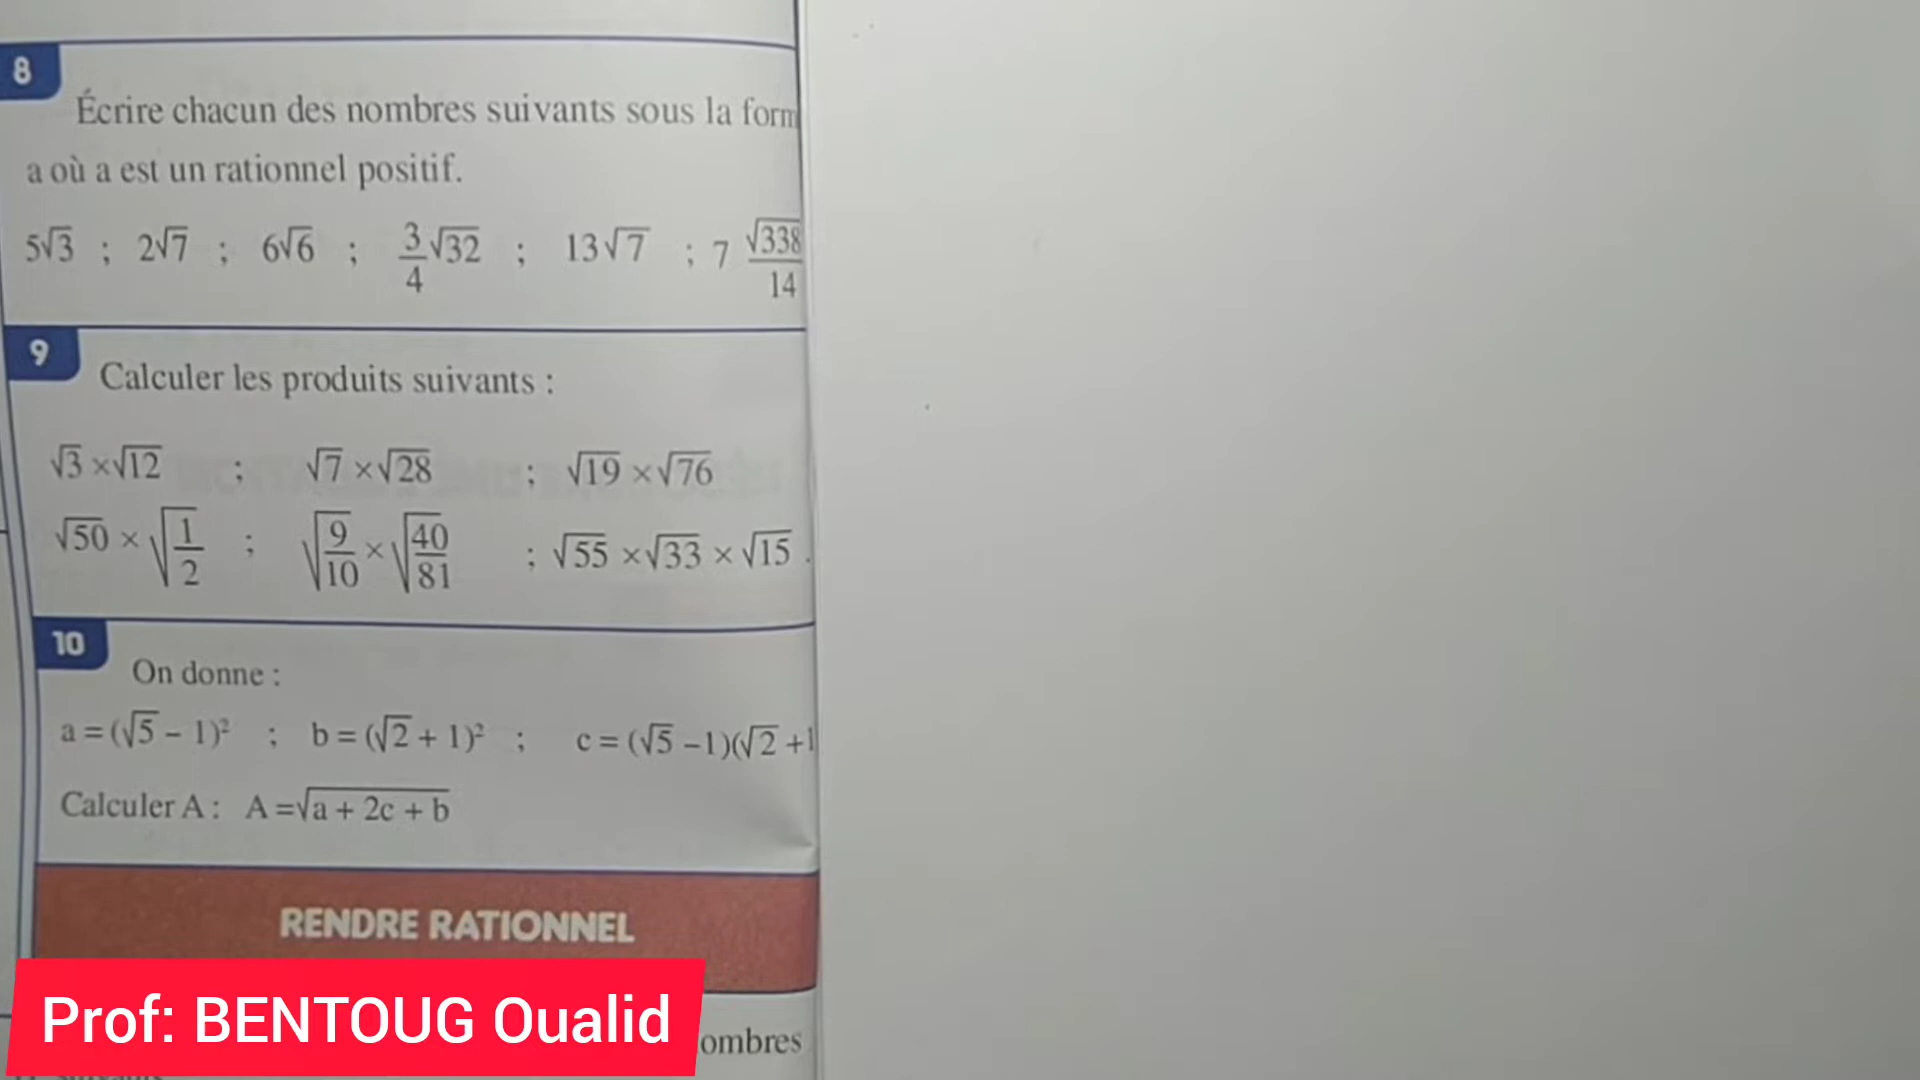 8
Écrire chacun des nombres suivants sous la form
a où a est un rationnel positif.
5√3 ; 2√7 ; 6√6 ; 3/4 √32 ; 13√7 ; 7 √338/14
9
Calculer les produits suivants :
√3 ×√12 ; √7 ×√28 ; √19 ×√76
√50 × √(1/2) ; √(9/10) × √(40/81) ; √55 ×√33 × √15 .
10
On donne :
a = (√5 – 1)² ; b = (√2 + 1)² ; c = (√5 –1)(√2 +1
Calculer A : A =√(a + 2c + b)
RENDRE RATIONNEL
Prof: BENTOUG Oualid
ombres